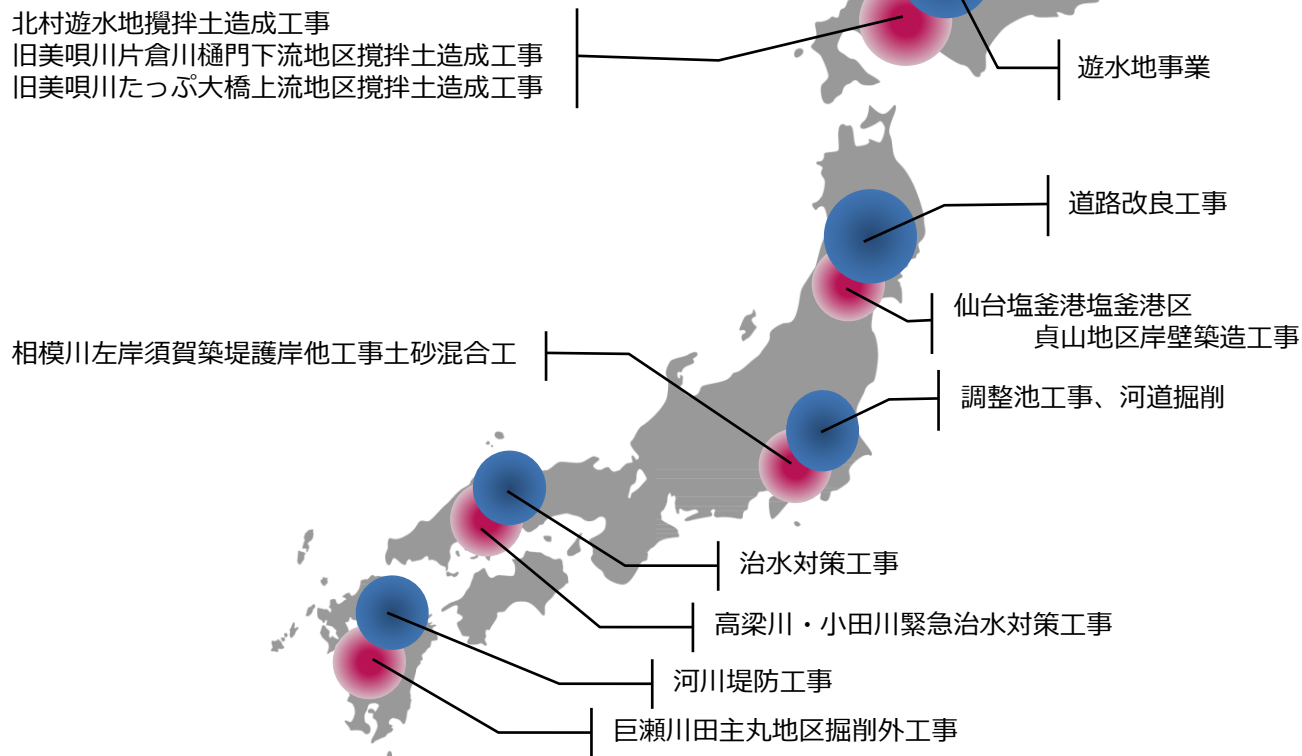 北村遊水地攪拌土造成工事
旧美唄川片倉川樋門下流地区撹拌土造成工事
旧美唄川たっぷ大橋上流地区撹拌土造成工事
遊水地事業
道路改良工事
仙台塩釜港塩釜港区
貞山地区岸壁築造工事
相模川左岸須賀築堤護岸他工事土砂混合工
調整池工事、河道掘削
治水対策工事
高梁川・小田川緊急治水対策工事
河川堤防工事
巨瀬川田主丸地区掘削外工事